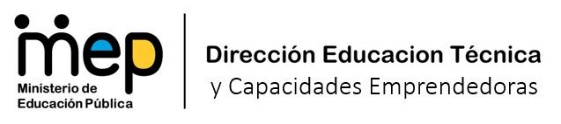 mep
Ministerio de
Educación Pública
Dirección Educacion Técnica
y Capacidades Emprendedoras